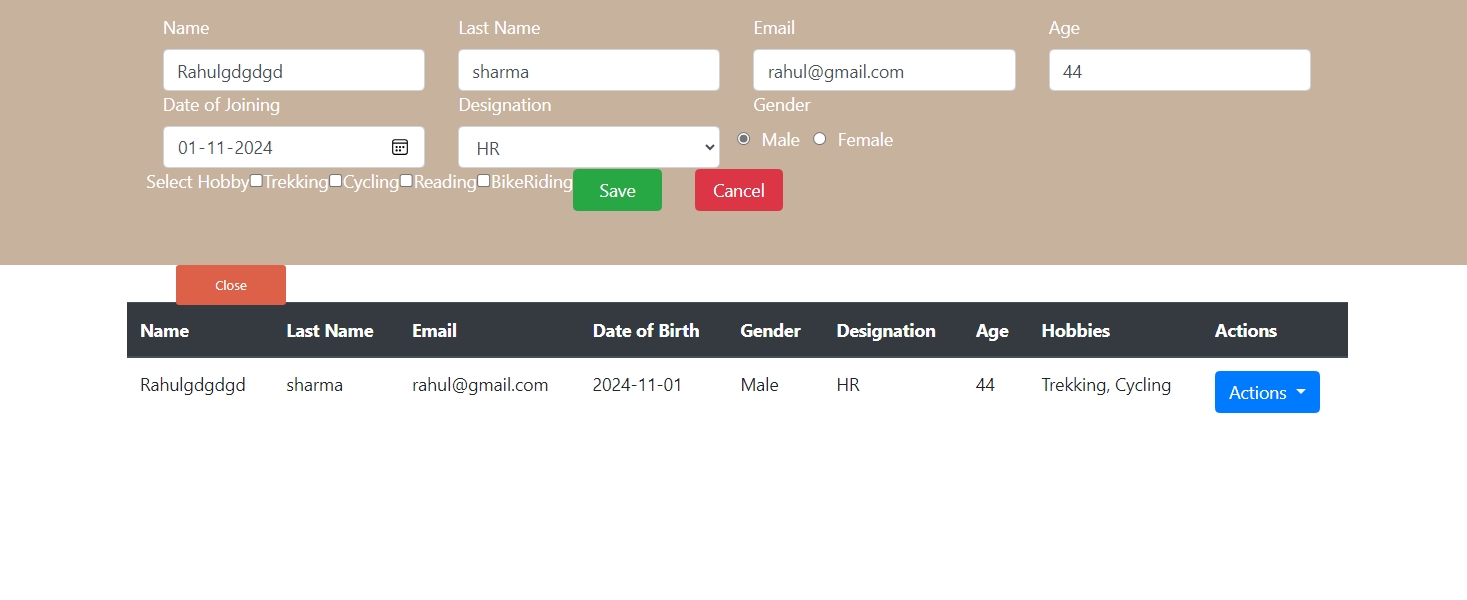 Name Last Name Email Age
Rahulgdgdgd sharma rahul@gmail.com 44
Date of Joining Designation Gender
01-11-2024 HR Male Female
Select Hobby Trekking Cycling Reading BikeRiding Save Cancel
Close
Name Last Name Email Date of Birth Gender Designation Age Hobbies Actions
Rahulgdgdgd sharma rahul@gmail.com 2024-11-01 Male HR 44 Trekking, Cycling Actions